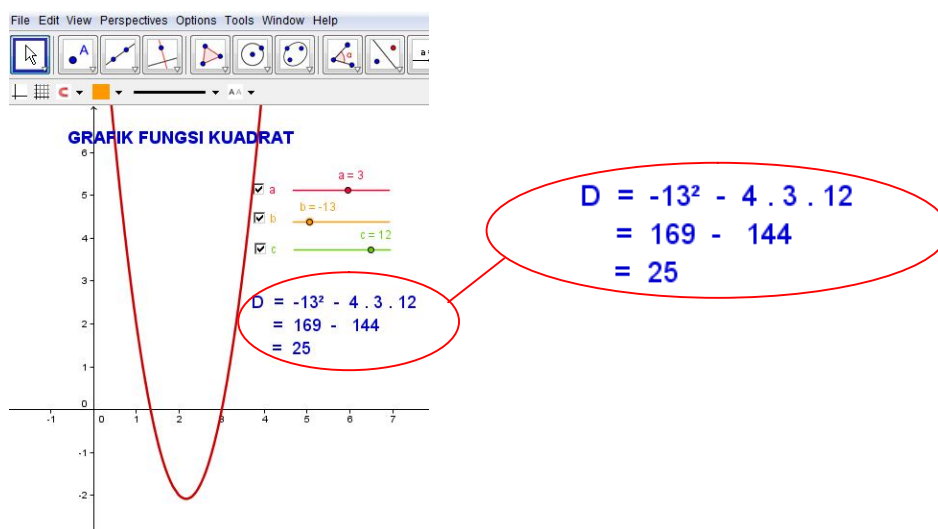 File Edit View Perspectives Options Tools Window Help
A
a =
A A
GRAFIK FUNGSI KUADRAT
a = 3
a
b = -13
b
c = 12
c
D = -13² - 4 . 3 . 12
= 169 - 144
= 25
D = -13² - 4 . 3 . 12
= 169 - 144
= 25
6
5
4
3
2
1
0
-1 0 1 2 3 4 5 6 7
-1
-2